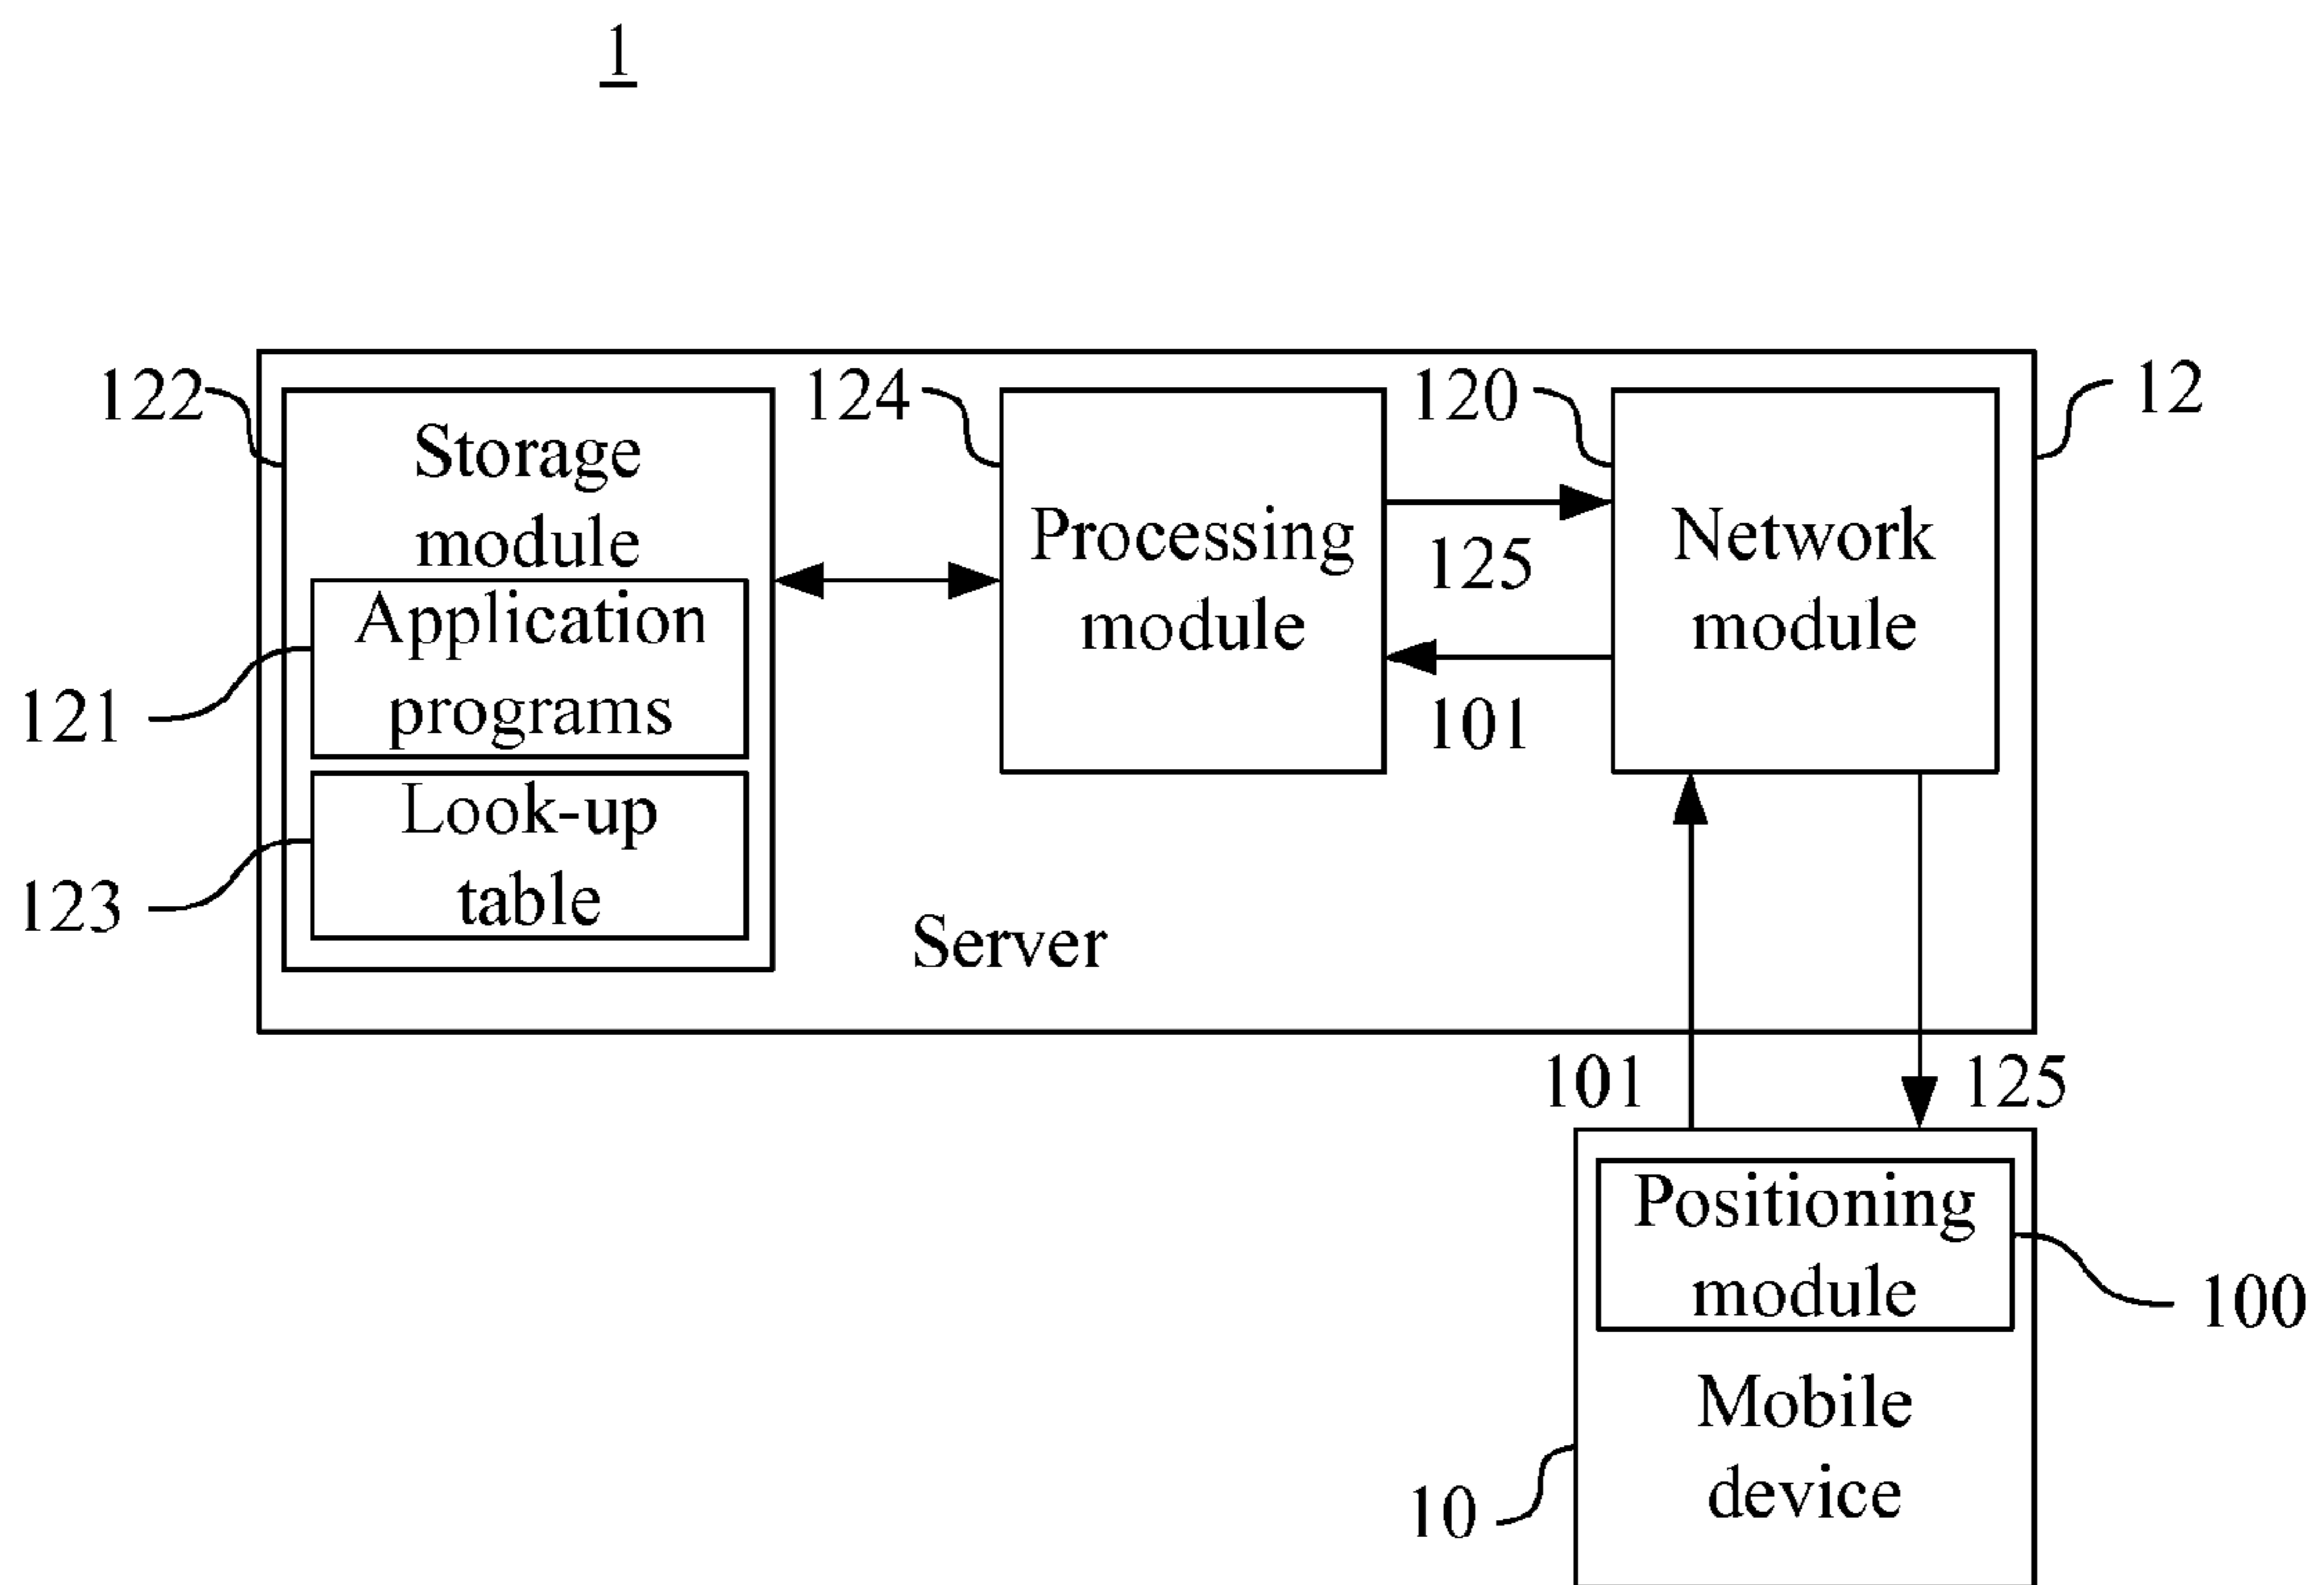 1
122
124
120
12
Storage
module
Processing
module
Network
module
125
101
Application
programs
121
Look-up
table
123
Server
101
125
Positioning
module
100
Mobile
device
10